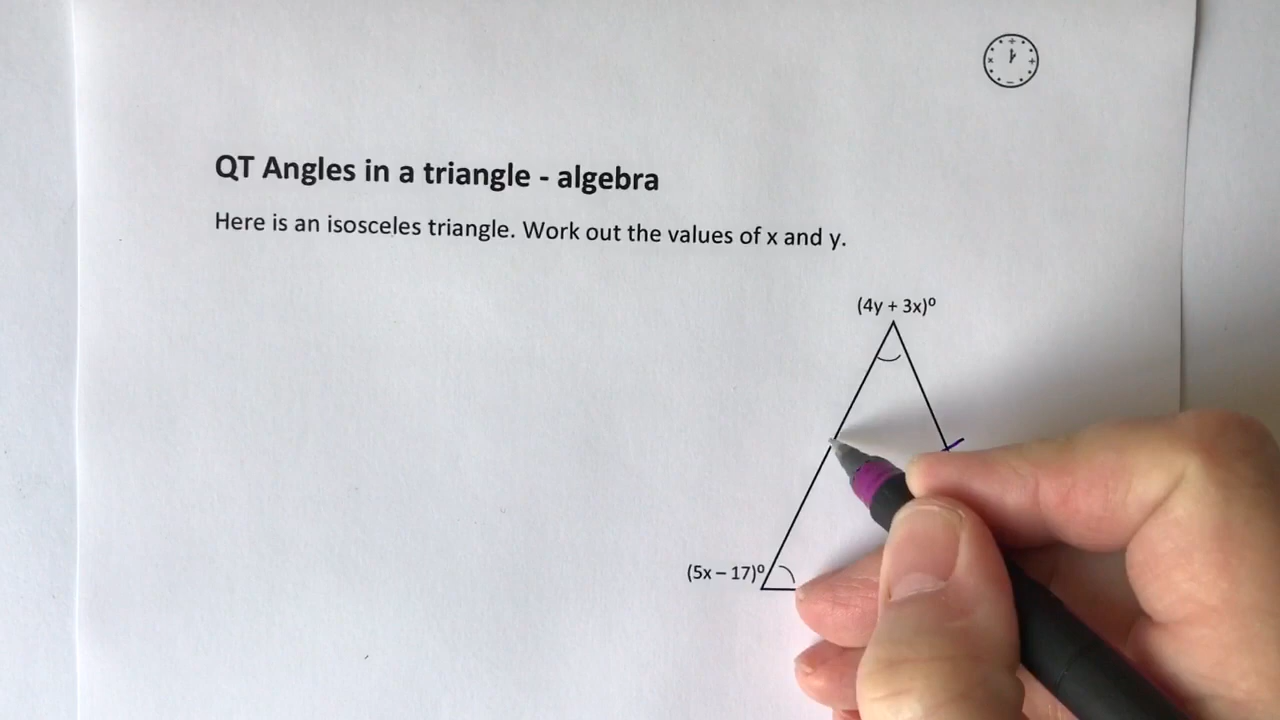 QT Angles in a triangle - algebra
Here is an isosceles triangle. Work out the values of x and y.
(4y + 3x)º
(5x – 17)º